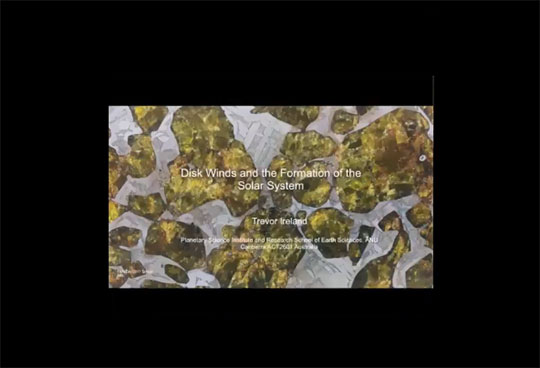 Disk Winds and the Formation of the
Solar System
Trevor Ireland
Planetary Science Institute and Research School of Earth Sciences, ANU
Canberra ACT 2601 Australia